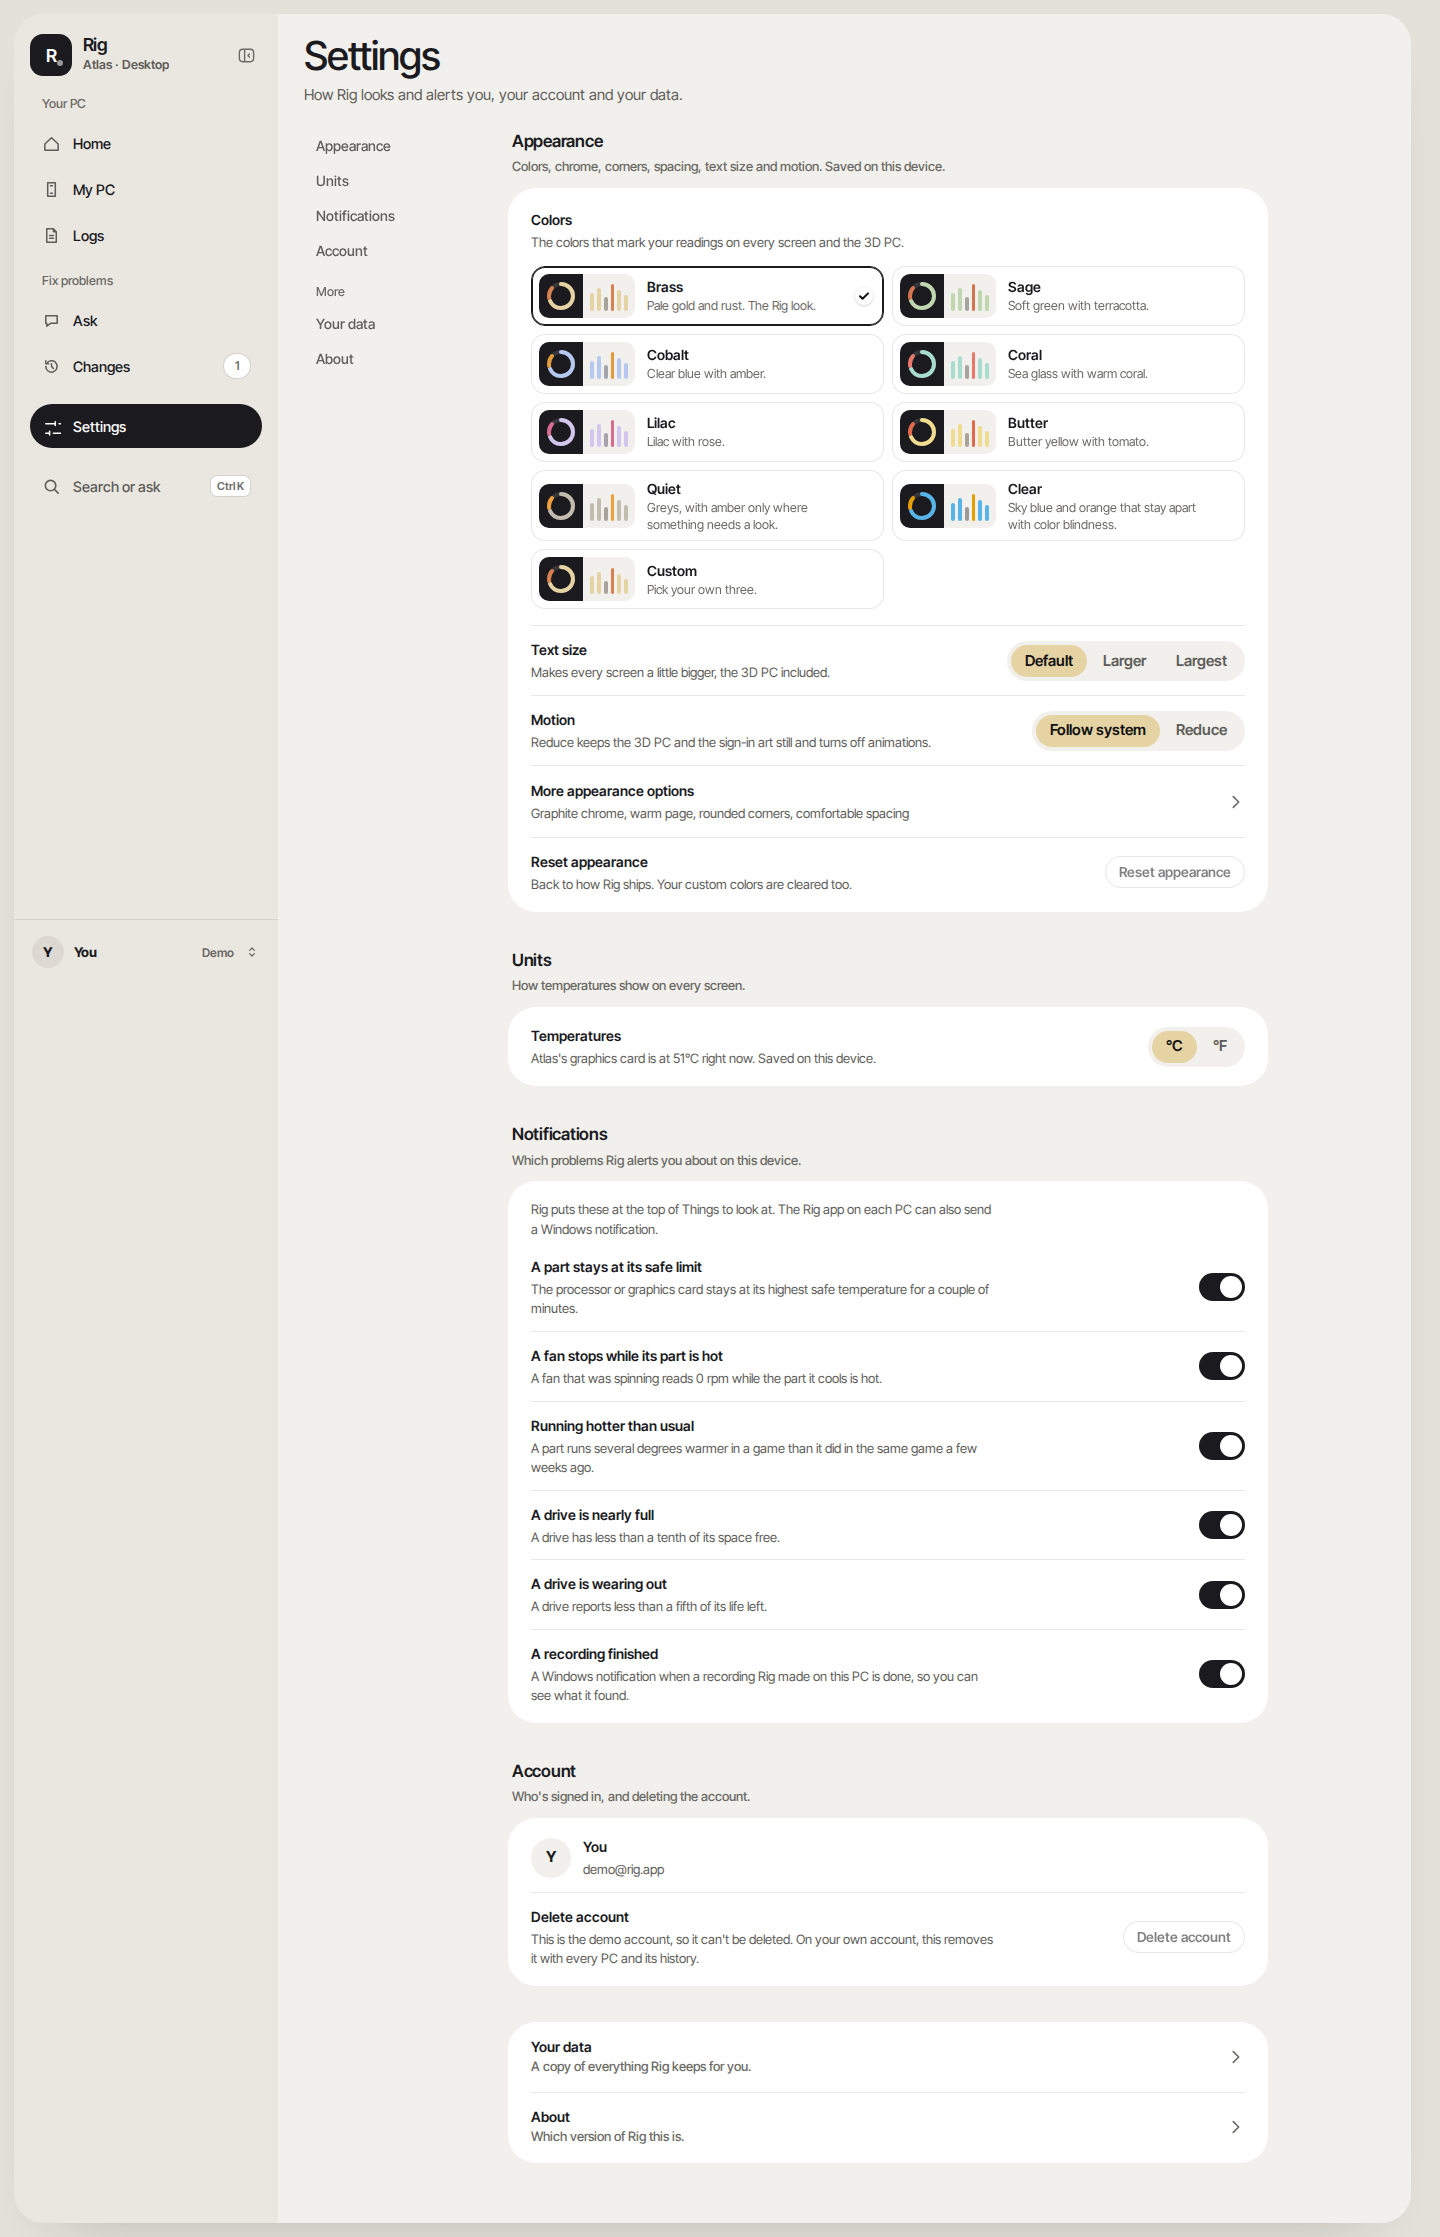 R
Rig
Atlas · Desktop
Your PC
Home
My PC
Logs
Fix problems
Ask
Changes
1
Settings
Search or ask
Ctrl K
Y
You
Demo
Settings
How Rig looks and alerts you, your account and your data.
Appearance
Units
Notifications
Account
More
Your data
About
Appearance
Colors, chrome, corners, spacing, text size and motion. Saved on this device.
Colors
The colors that mark your readings on every screen and the 3D PC.
Brass
Pale gold and rust. The Rig look.
Sage
Soft green with terracotta.
Cobalt
Clear blue with amber.
Coral
Sea glass with warm coral.
Lilac
Lilac with rose.
Butter
Butter yellow with tomato.
Quiet
Greys, with amber only where
something needs a look.
Clear
Sky blue and orange that stay apart
with color blindness.
Custom
Pick your own three.
Text size
Makes every screen a little bigger, the 3D PC included.
Default
Larger
Largest
Motion
Reduce keeps the 3D PC and the sign-in art still and turns off animations.
Follow system
Reduce
More appearance options
Graphite chrome, warm page, rounded corners, comfortable spacing
Reset appearance
Back to how Rig ships. Your custom colors are cleared too.
Reset appearance
Units
How temperatures show on every screen.
Temperatures
Atlas's graphics card is at 51°C right now. Saved on this device.
°C
°F
Notifications
Which problems Rig alerts you about on this device.
Rig puts these at the top of Things to look at. The Rig app on each PC can also send
a Windows notification.
A part stays at its safe limit
The processor or graphics card stays at its highest safe temperature for a couple of
minutes.
A fan stops while its part is hot
A fan that was spinning reads 0 rpm while the part it cools is hot.
Running hotter than usual
A part runs several degrees warmer in a game than it did in the same game a few
weeks ago.
A drive is nearly full
A drive has less than a tenth of its space free.
A drive is wearing out
A drive reports less than a fifth of its life left.
A recording finished
A Windows notification when a recording Rig made on this PC is done, so you can
see what it found.
Account
Who's signed in, and deleting the account.
Y
You
demo@rig.app
Delete account
This is the demo account, so it can't be deleted. On your own account, this removes
it with every PC and its history.
Delete account
Your data
A copy of everything Rig keeps for you.
About
Which version of Rig this is.